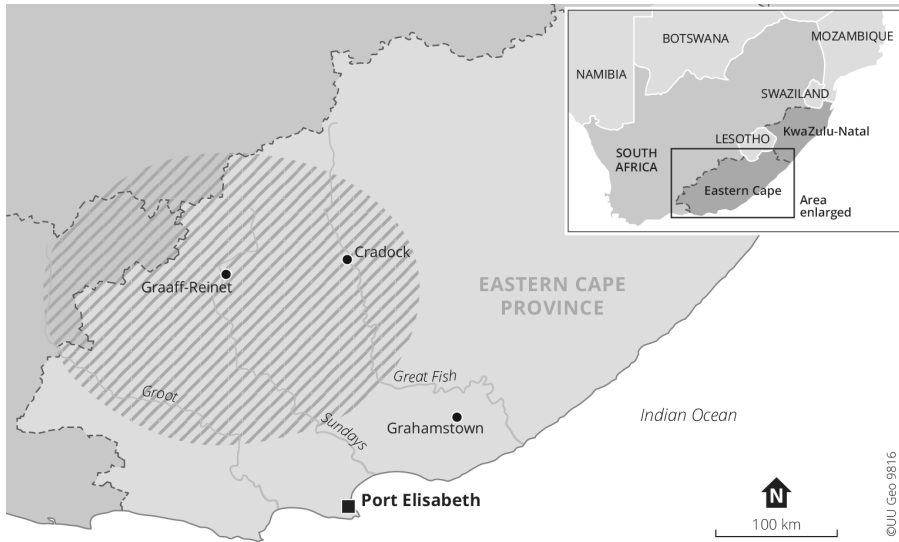 BOTSWANA
MOZAMBIQUE
NAMIBIA
SWAZILAND
KwaZulu-Natal
LESOTHO
SOUTH
AFRICA
Eastern Cape
Area
enlarged
Cradock
Graaff-Reinet
EASTERN CAPE
PROVINCE
Great Fish
Groot
Sundays
Grahamstown
Indian Ocean
Port Elisabeth
N
100 km
©UU Geo 9816